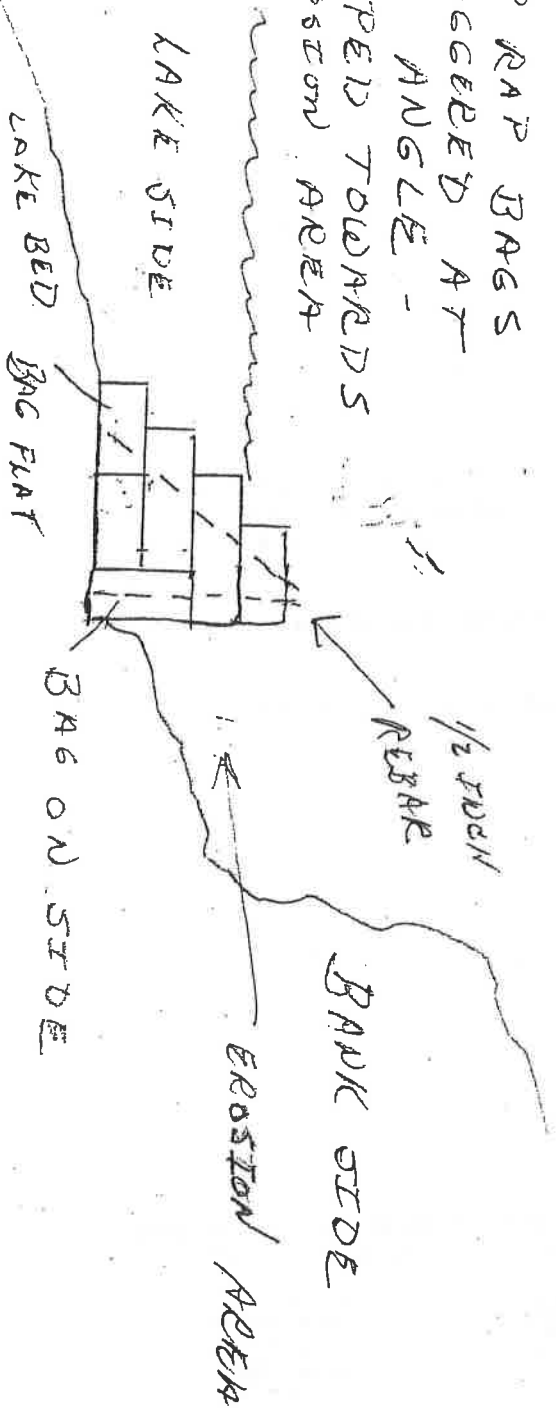 P RAP BAGS
GGERED AT
ANGLE -
PED TOWARDS
SION AREA
LAKE SIDE
LAKE BED
BAG FLAT
BAG ON SIDE
1/2 INCH
REBAR
BANK SIDE
EROSION AREA